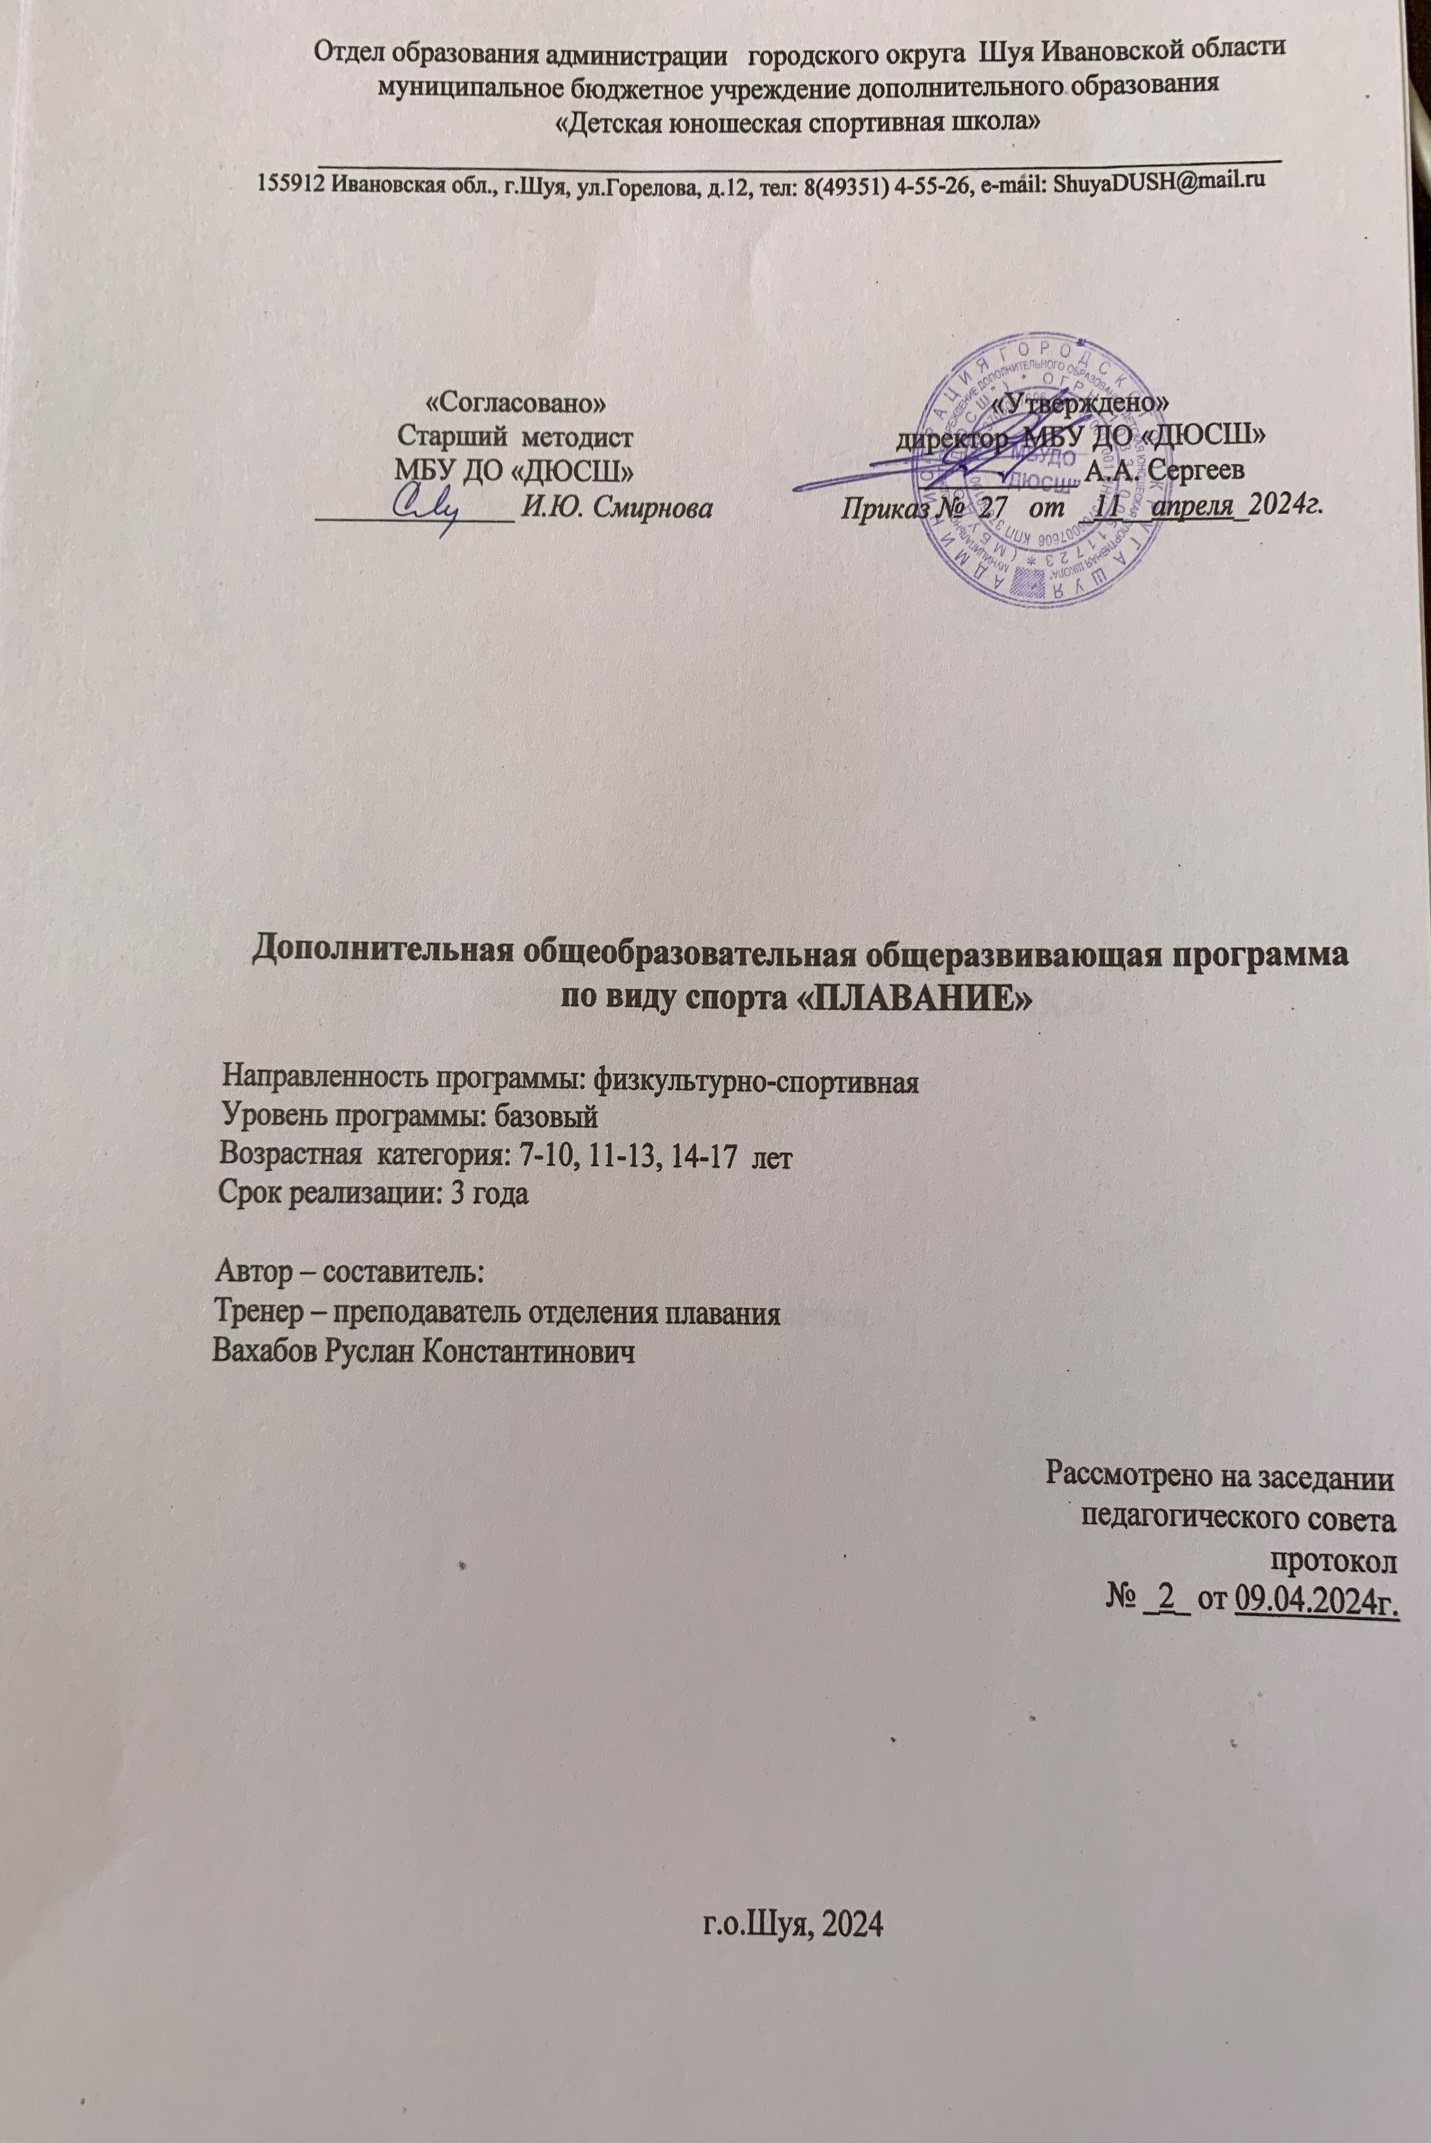 Отдел образования администрации городского округа Шуя Ивановской области
муниципальное бюджетное учреждение дополнительного образования
«Детская юношеская спортивная школа»
155912 Ивановская обл., г.Шуя, ул.Горелова, д.12, тел: 8(49351) 4-55-26, e-mail: ShuyaDUSH@mail.ru
«Согласовано»
Старший методист
МБУ ДО «ДЮСШ»
И.Ю. Смирнова
«Утверждено»
директор МБУ ДО «ДЮСШ»
А.А. Сергеев
Приказ № 27 от 11 апреля 2024г.
МБУДО
"ДЮСШ"
Дополнительная общеобразовательная общеразвивающая программа
по виду спорта «ПЛАВАНИЕ»
Направленность программы: физкультурно-спортивная
Уровень программы: базовый
Возрастная категория: 7-10, 11-13, 14-17 лет
Срок реализации: 3 года
Автор – составитель:
Тренер – преподаватель отделения плавания
Вахабов Руслан Константинович
Рассмотрено на заседании
педагогического совета
протокол
№ _2_ от 09.04.2024г.
г.о.Шуя, 2024